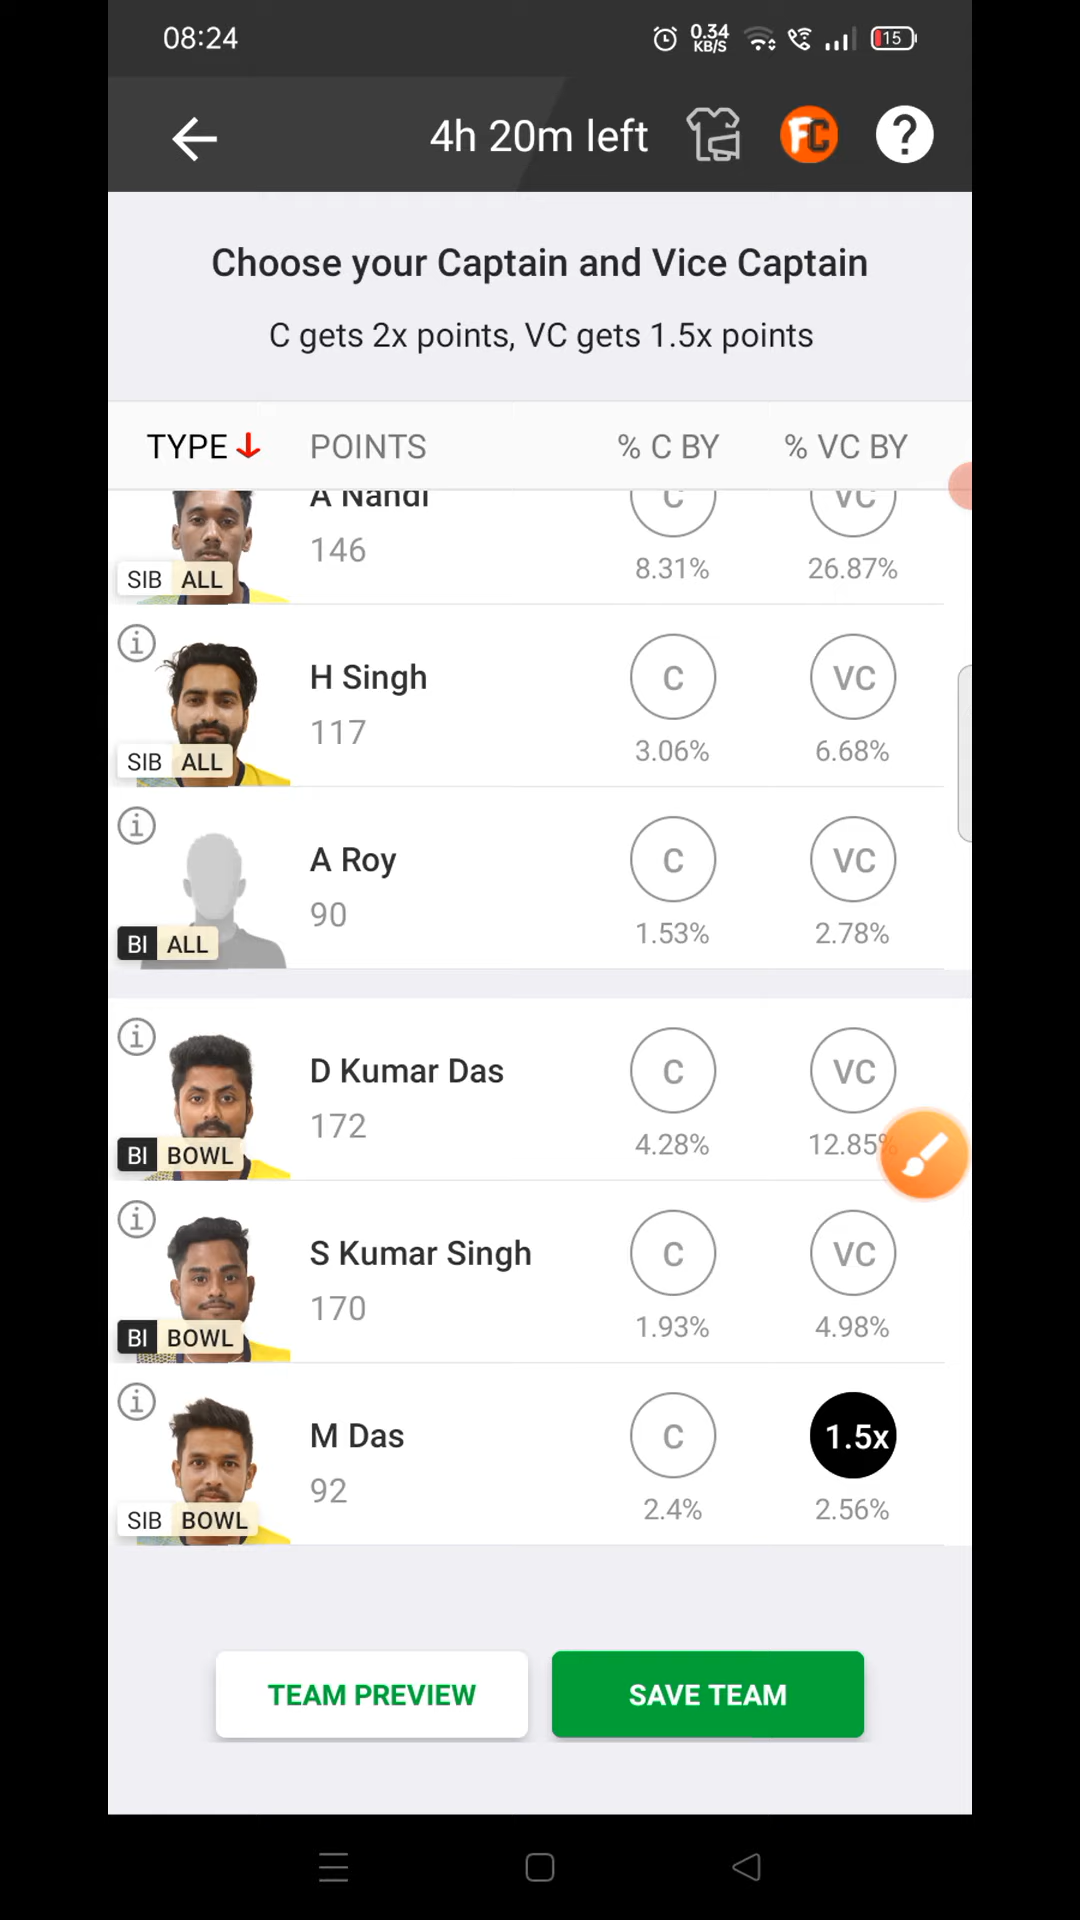 08:24 0.34 KB/S 15
4h 20m left FC ?
Choose your Captain and Vice Captain
C gets 2x points, VC gets 1.5x points
TYPE POINTS % C BY % VC BY
A Nandi C VC
146 8.31% 26.87%
SIB ALL
H Singh C VC
117 3.06% 6.68%
SIB ALL
A Roy C VC
90 1.53% 2.78%
BI ALL
D Kumar Das C VC
172 4.28% 12.85%
BI BOWL
S Kumar Singh C VC
170 1.93% 4.98%
BI BOWL
M Das C 1.5x
92 2.4% 2.56%
SIB BOWL
TEAM PREVIEW SAVE TEAM